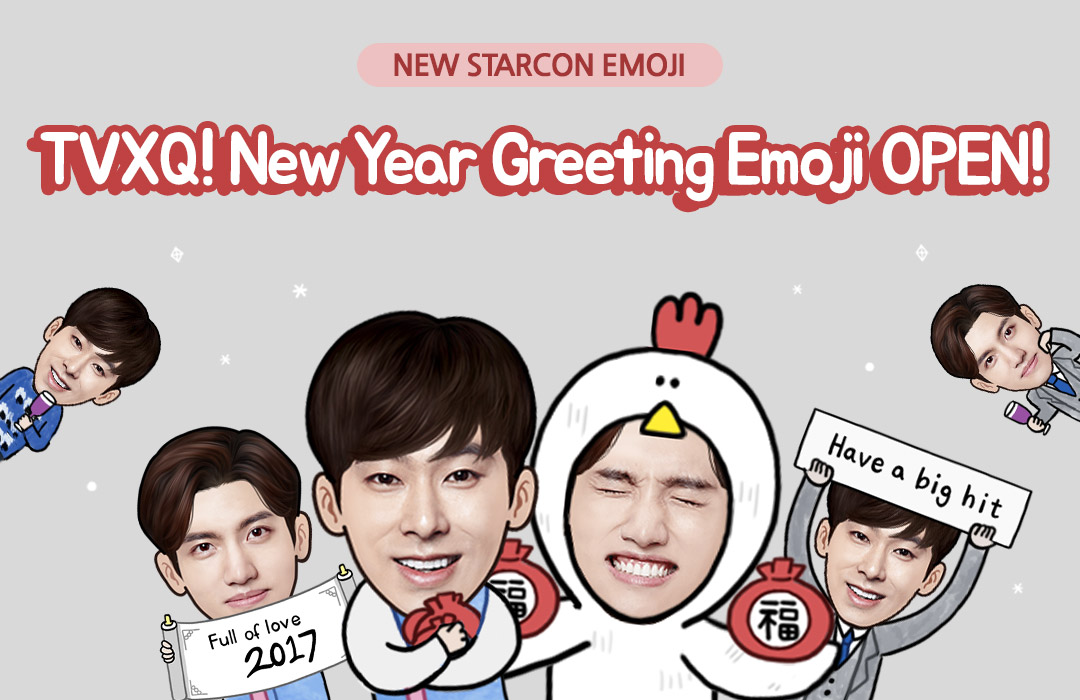 NEW STARCON EMOJI
TVXQ! New Year Greeting Emoji OPEN!
Have a big hit
福
福
Full of love
2017